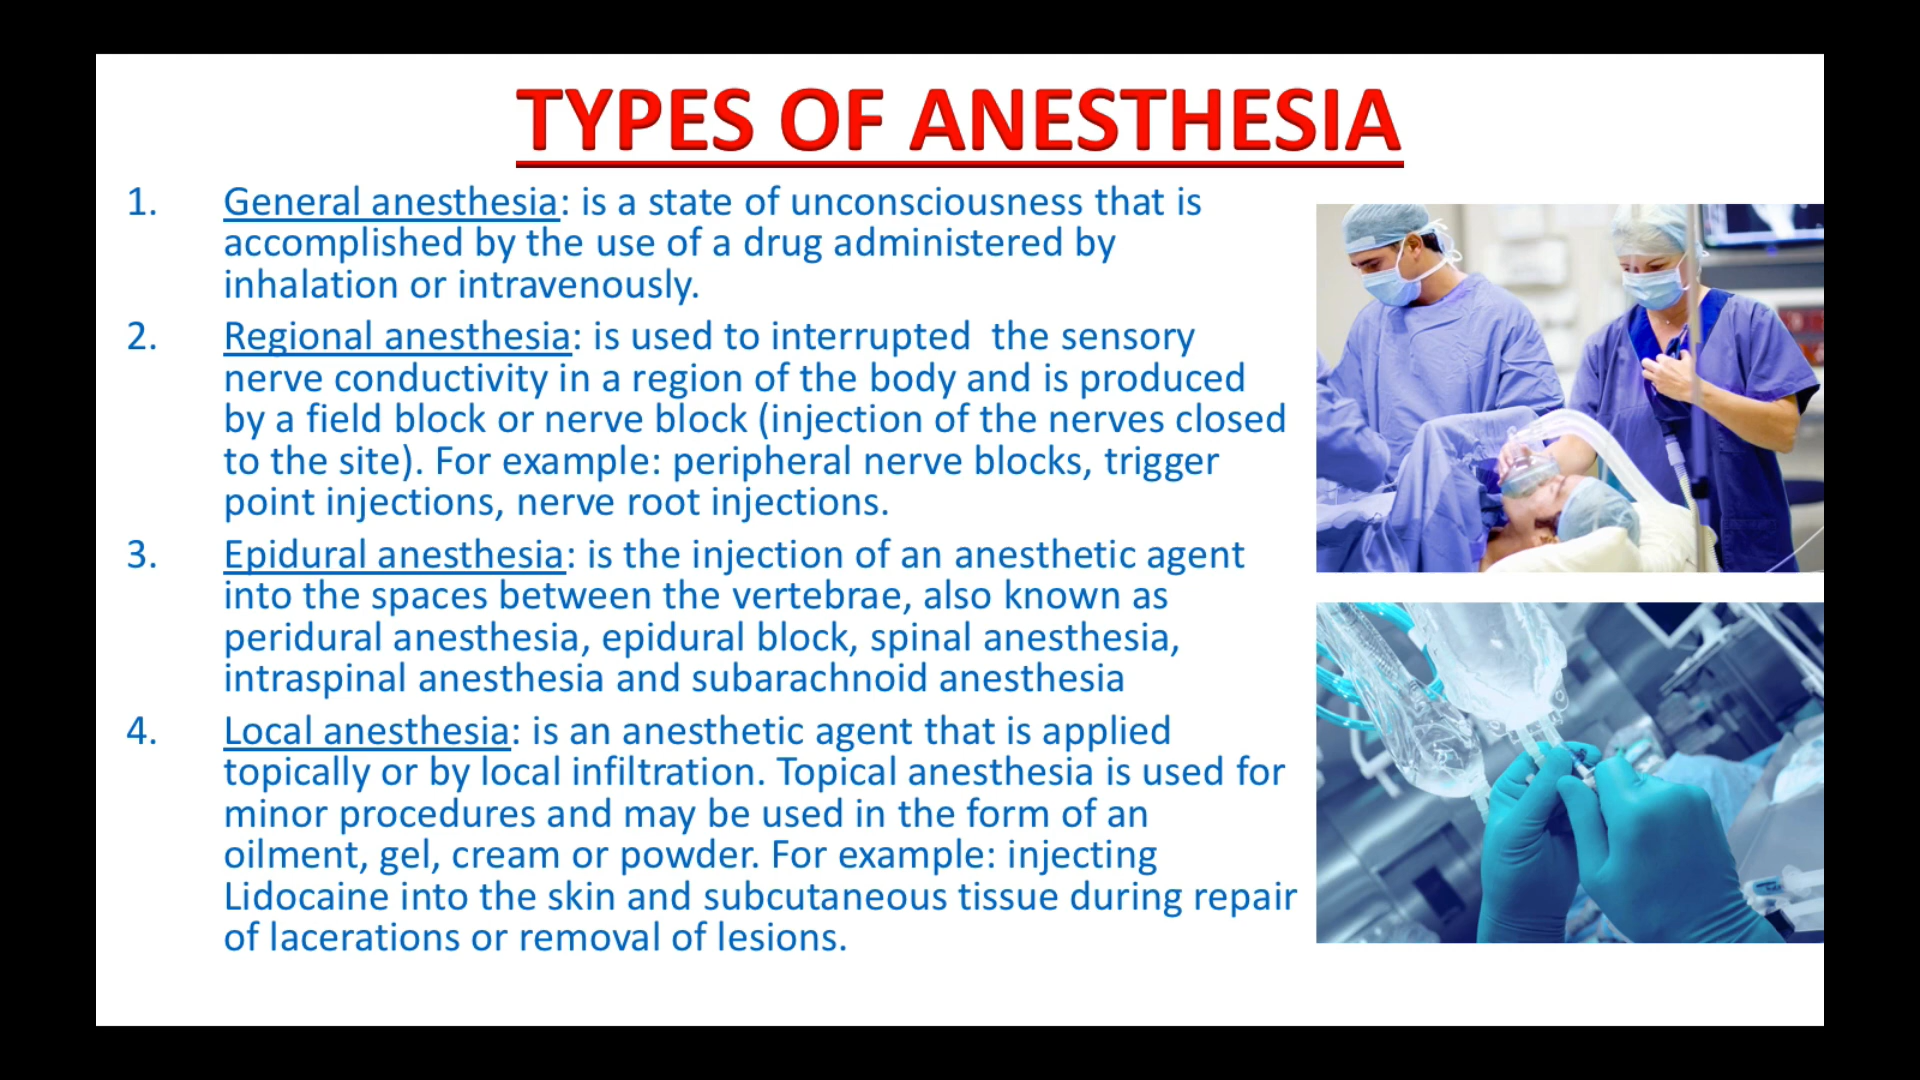 TYPES OF ANESTHESIA
1. General anesthesia: is a state of unconsciousness that is
accomplished by the use of a drug administered by
inhalation or intravenously.
2. Regional anesthesia: is used to interrupted  the sensory
nerve conductivity in a region of the body and is produced
by a field block or nerve block (injection of the nerves closed
to the site). For example: peripheral nerve blocks, trigger
point injections, nerve root injections.
3. Epidural anesthesia: is the injection of an anesthetic agent
into the spaces between the vertebrae, also known as
peridural anesthesia, epidural block, spinal anesthesia,
intraspinal anesthesia and subarachnoid anesthesia
4. Local anesthesia: is an anesthetic agent that is applied
topically or by local infiltration. Topical anesthesia is used for
minor procedures and may be used in the form of an
oilment, gel, cream or powder. For example: injecting
Lidocaine into the skin and subcutaneous tissue during repair
of lacerations or removal of lesions.